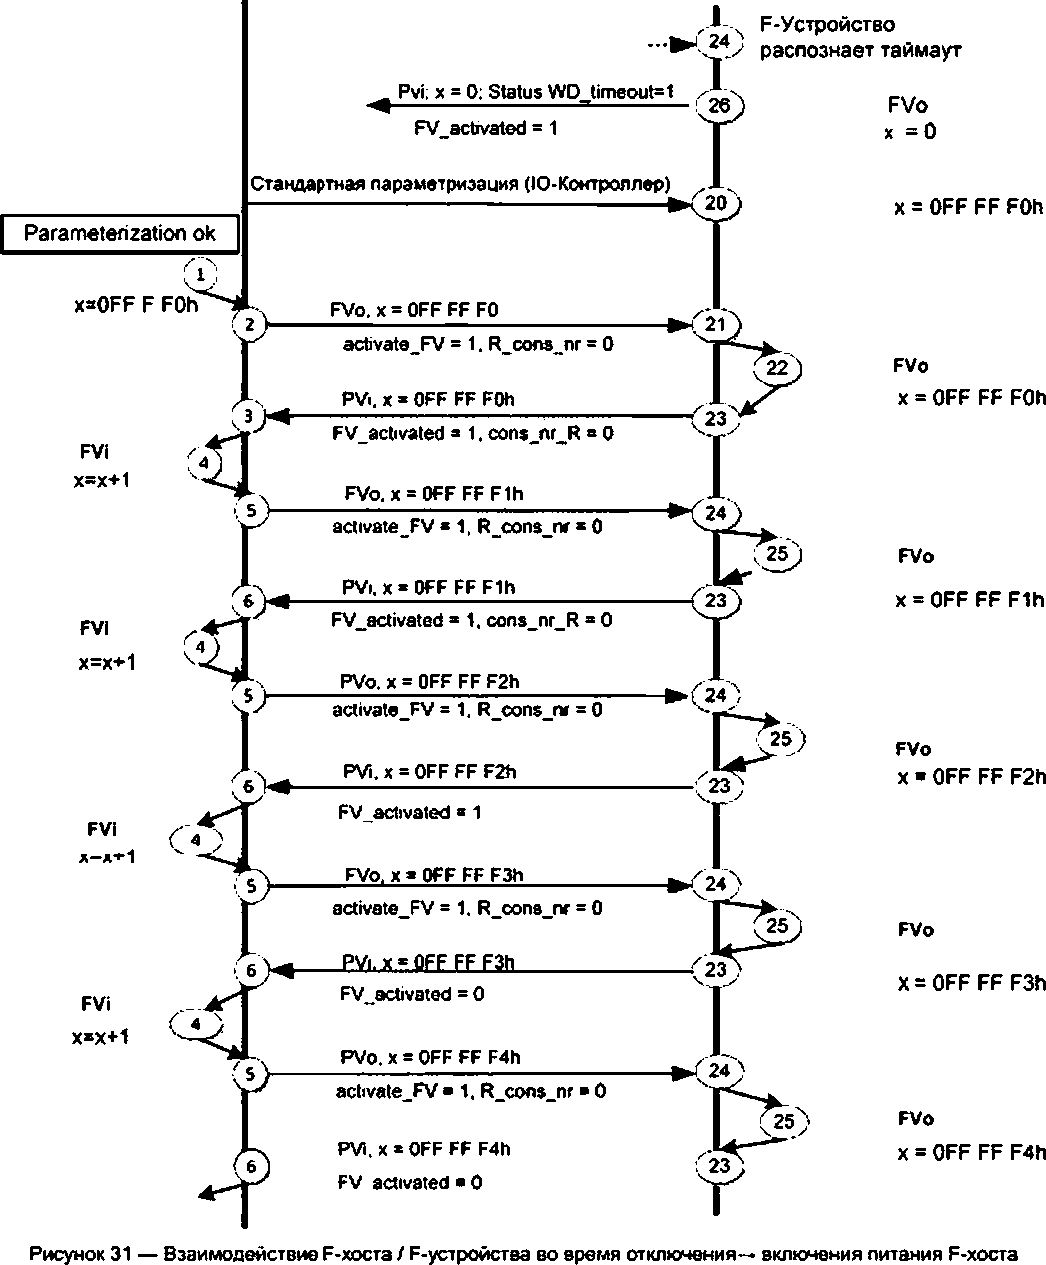 F-Устройство
распознает таймаут
24
Pvi; x = 0; Status WD_timeout=1
26
FVo
x = 0
FV_activated = 1
Стандартная параметризация (IO-Контроллер)
20
x = 0FF FF F0h
Parameterization ok
1
x=0FF F F0h
2
FVo, x = 0FF FF F0
21
activate_FV = 1, R_cons_nr = 0
22
FVo
x = 0FF FF F0h
3
PVi, x = 0FF FF F0h
23
FV_activated = 1, cons_nr_R = 0
FVi
x=x+1
4
5
FVo, x = 0FF FF F1h
24
activate_FV = 1, R_cons_nr = 0
25
FVo
x = 0FF FF F1h
6
PVi, x = 0FF FF F1h
23
FV_activated = 1, cons_nr_R = 0
FVi
x=x+1
4
5
PVo, x = 0FF FF F2h
24
activate_FV = 1, R_cons_nr = 0
25
FVo
x = 0FF FF F2h
6
PVi, x = 0FF FF F2h
23
FV_activated = 1
FVi
x=x+1
4
5
FVo, x = 0FF FF F3h
24
activate_FV = 1, R_cons_nr = 0
25
FVo
x = 0FF FF F3h
6
PVi, x = 0FF FF F3h
23
FV_activated = 0
FVi
x=x+1
4
5
PVo, x = 0FF FF F4h
24
activate_FV = 1, R_cons_nr = 0
25
FVo
x = 0FF FF F4h
6
PVi, x = 0FF FF F4h
23
FV activated = 0
Рисунок 31 — Взаимодействие F-хоста / F-устройства во время отключения→ включения питания F-хоста